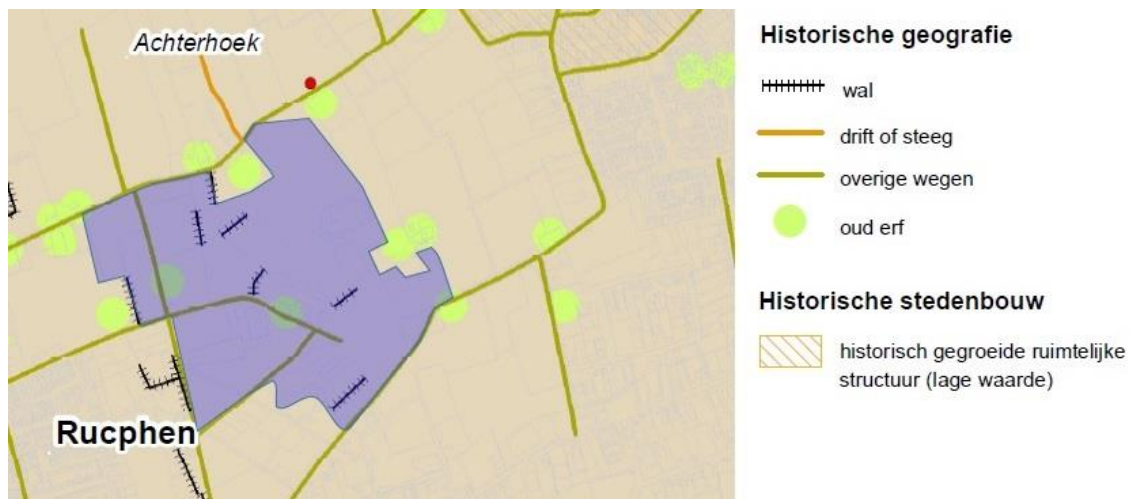 Achterhoek
Rucphen
Historische geografie
wal
drift of steeg
overige wegen
oud erf
Historische stedenbouw
historisch gegroeide ruimtelijke
structuur (lage waarde)